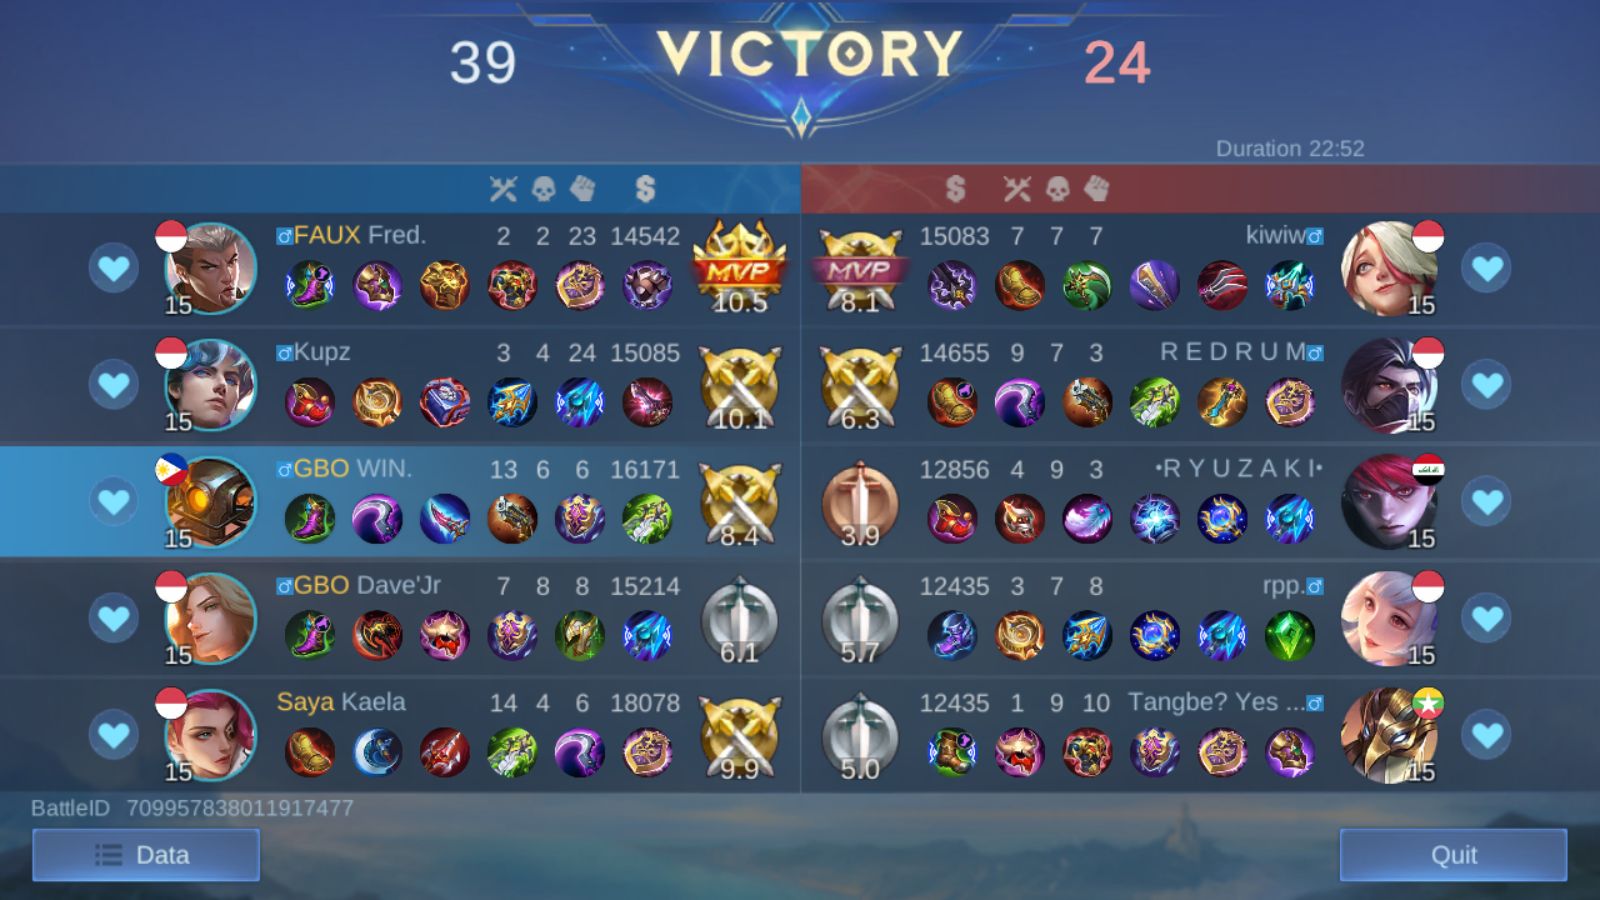 39 VICTORY 24
Duration 22:52
FAUX Fred. 2 2 23 14542 MVP 10.5 15
MVP 8.1 15083 7 7 7 kiwiw 15
Kupz 3 4 24 15085 10.1 15
6.3 14655 9 7 3 R E D R U M 15
GBO WIN. 13 6 6 16171 8.4 15
3.9 12856 4 9 3 •R Y U Z A K I• 15
GBO Dave'Jr 7 8 8 15214 6.1 15
5.7 12435 3 7 8 rpp. 15
Saya Kaela 14 4 6 18078 9.9 15
5.0 12435 1 9 10 Tangbe? Yes ... 15
BattleID 709957838011917477
Data
Quit